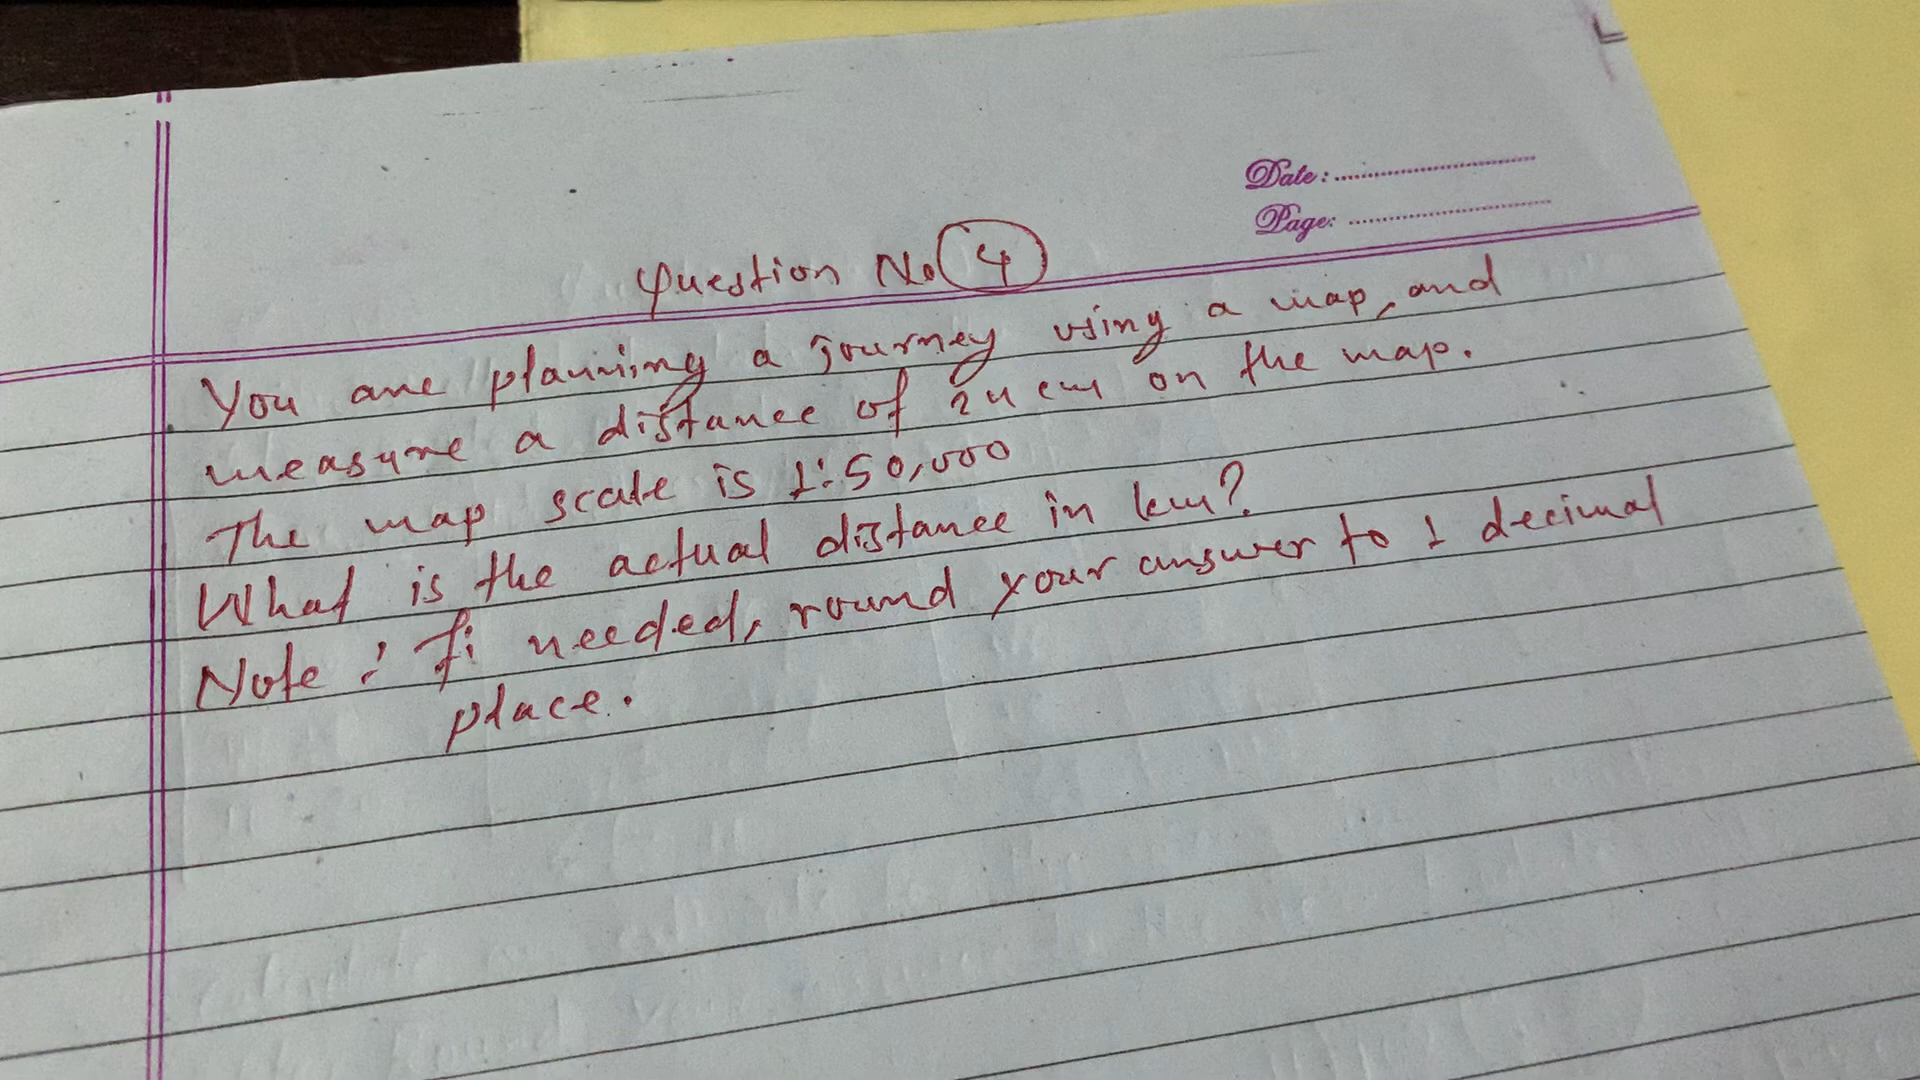 Date:
Page:
Question No 4
You are planning a journey using a map, and
measure a distance of 24 cm on the map.
The map scale is 1:50,000
What is the actual distance in km?
Note: If needed, round your answer to 1 decimal
place.